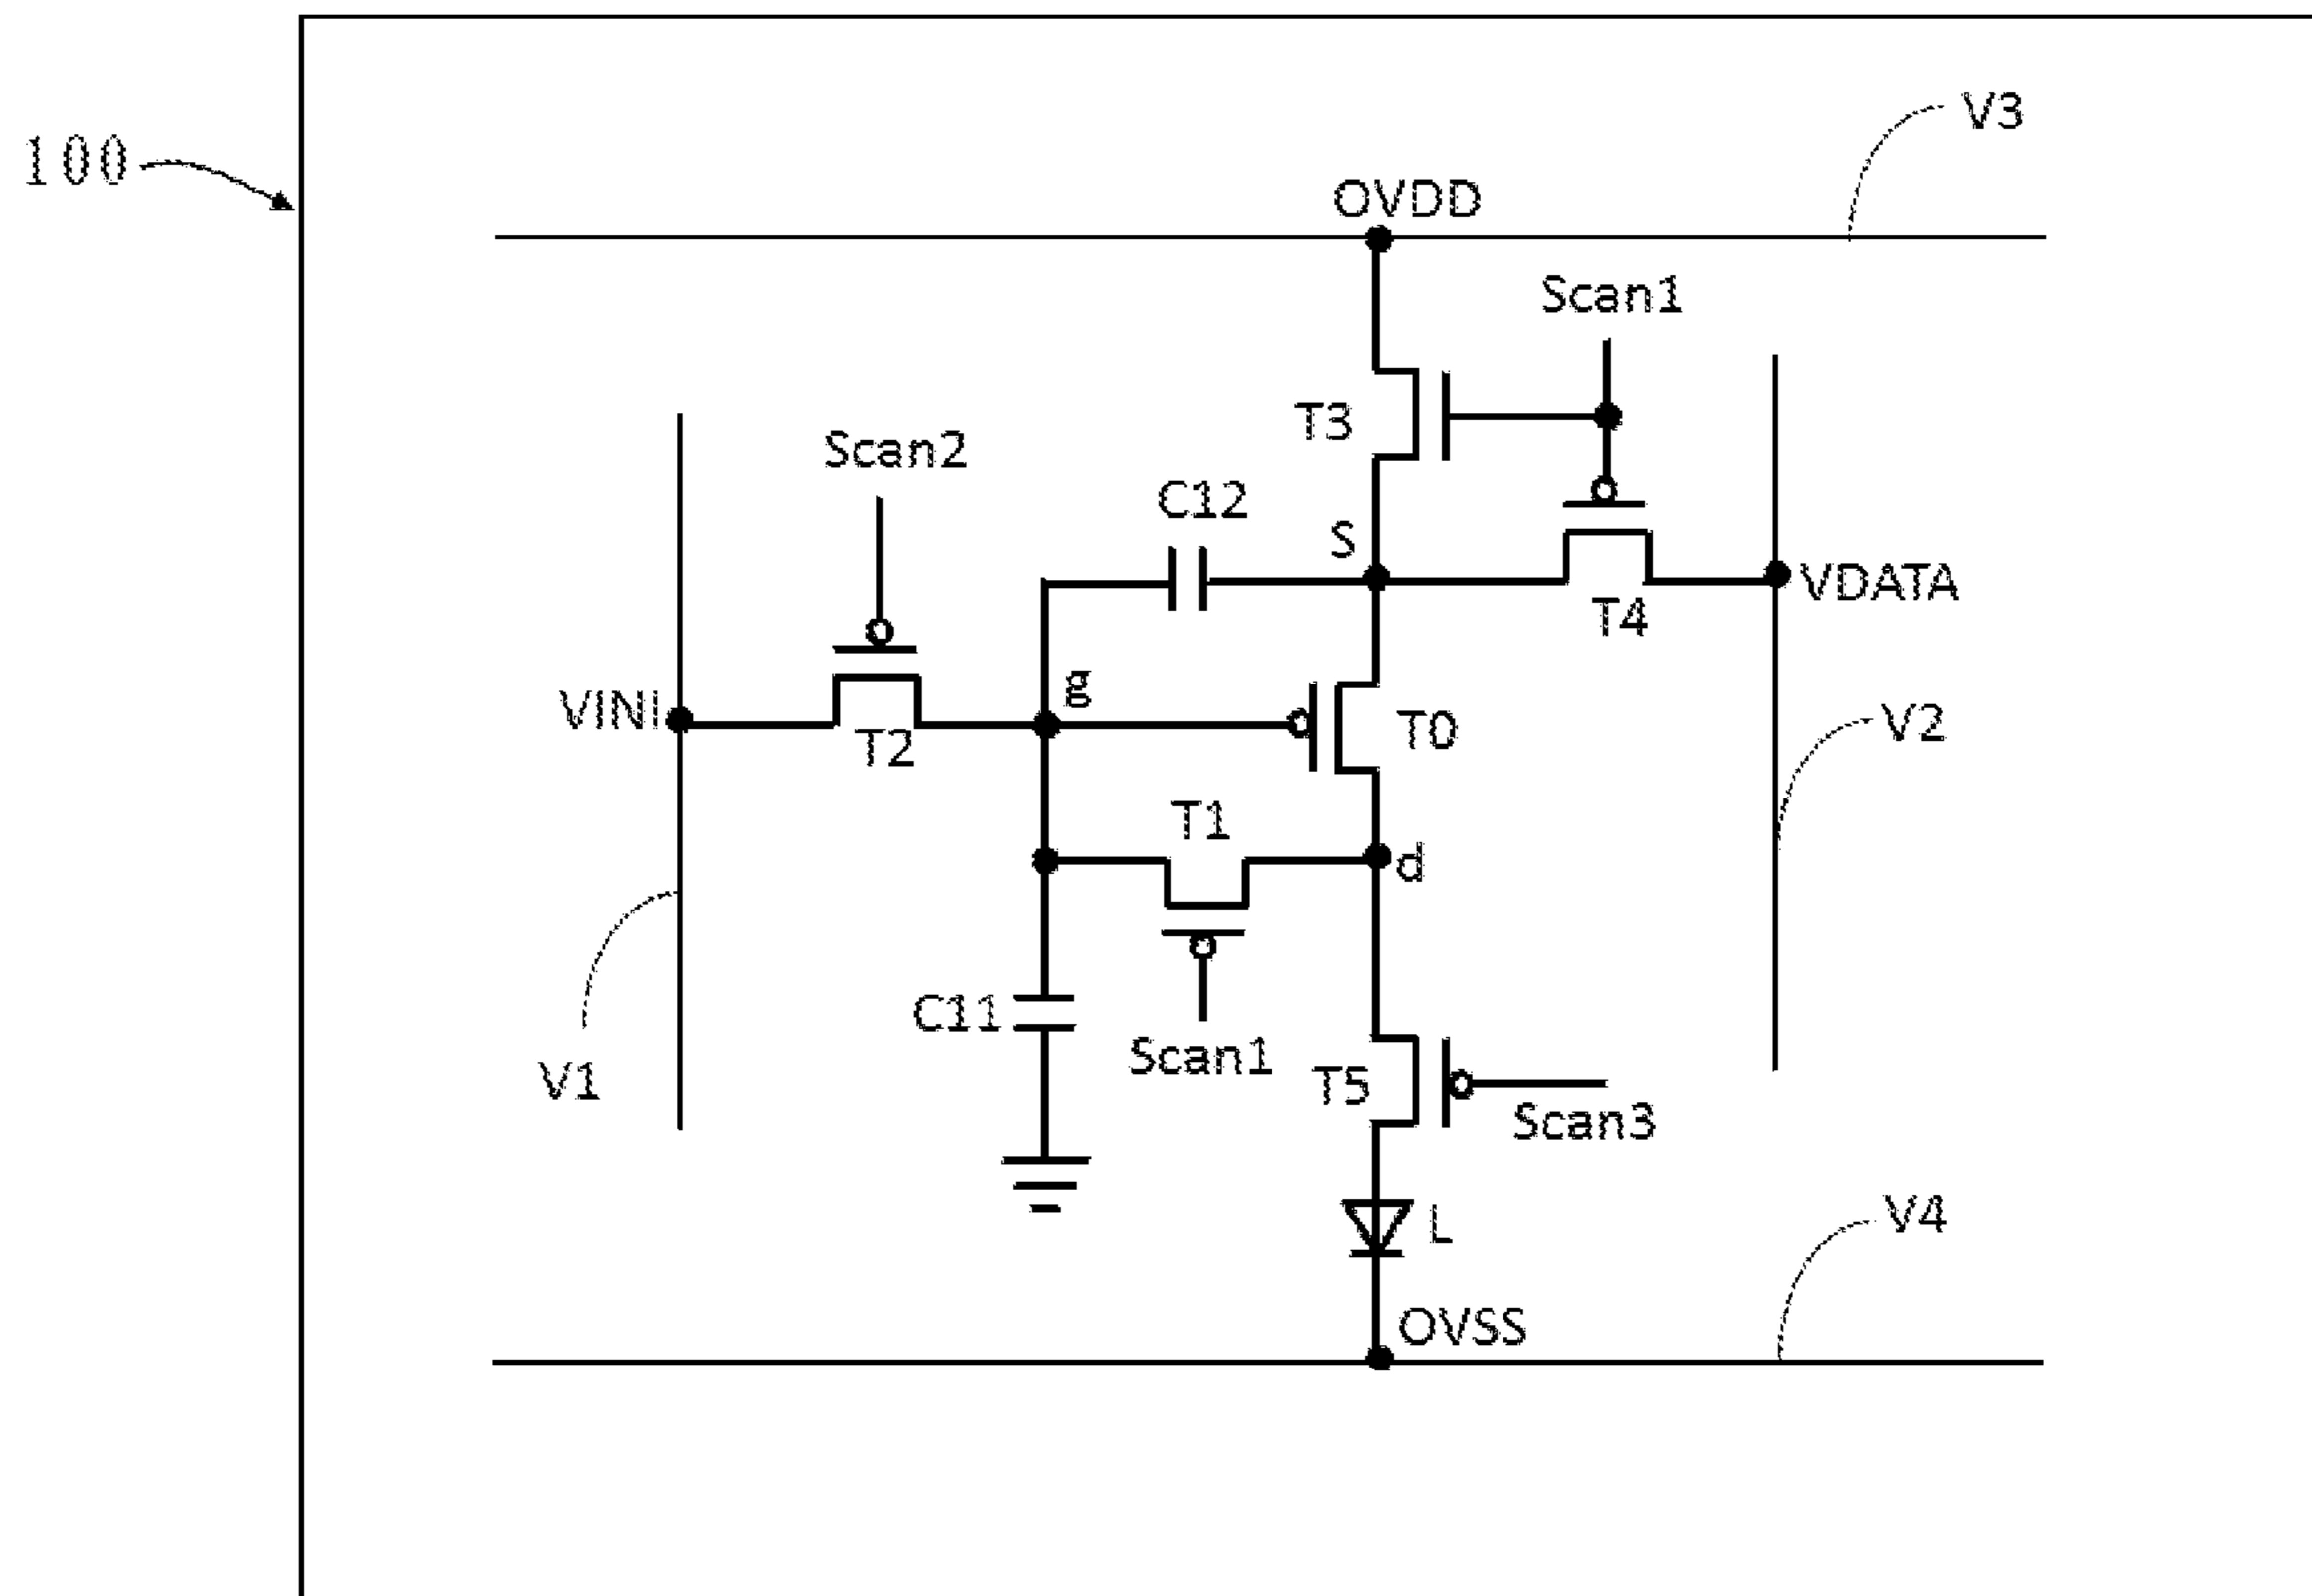 V3
100
OVDD
Scan1
T3
Scan2
C12
S
VDATA
T4
g
VINi
T2
T0
V2
T1
d
C11
Scan1
V1
T5
Scan3
L
V4
OVSS